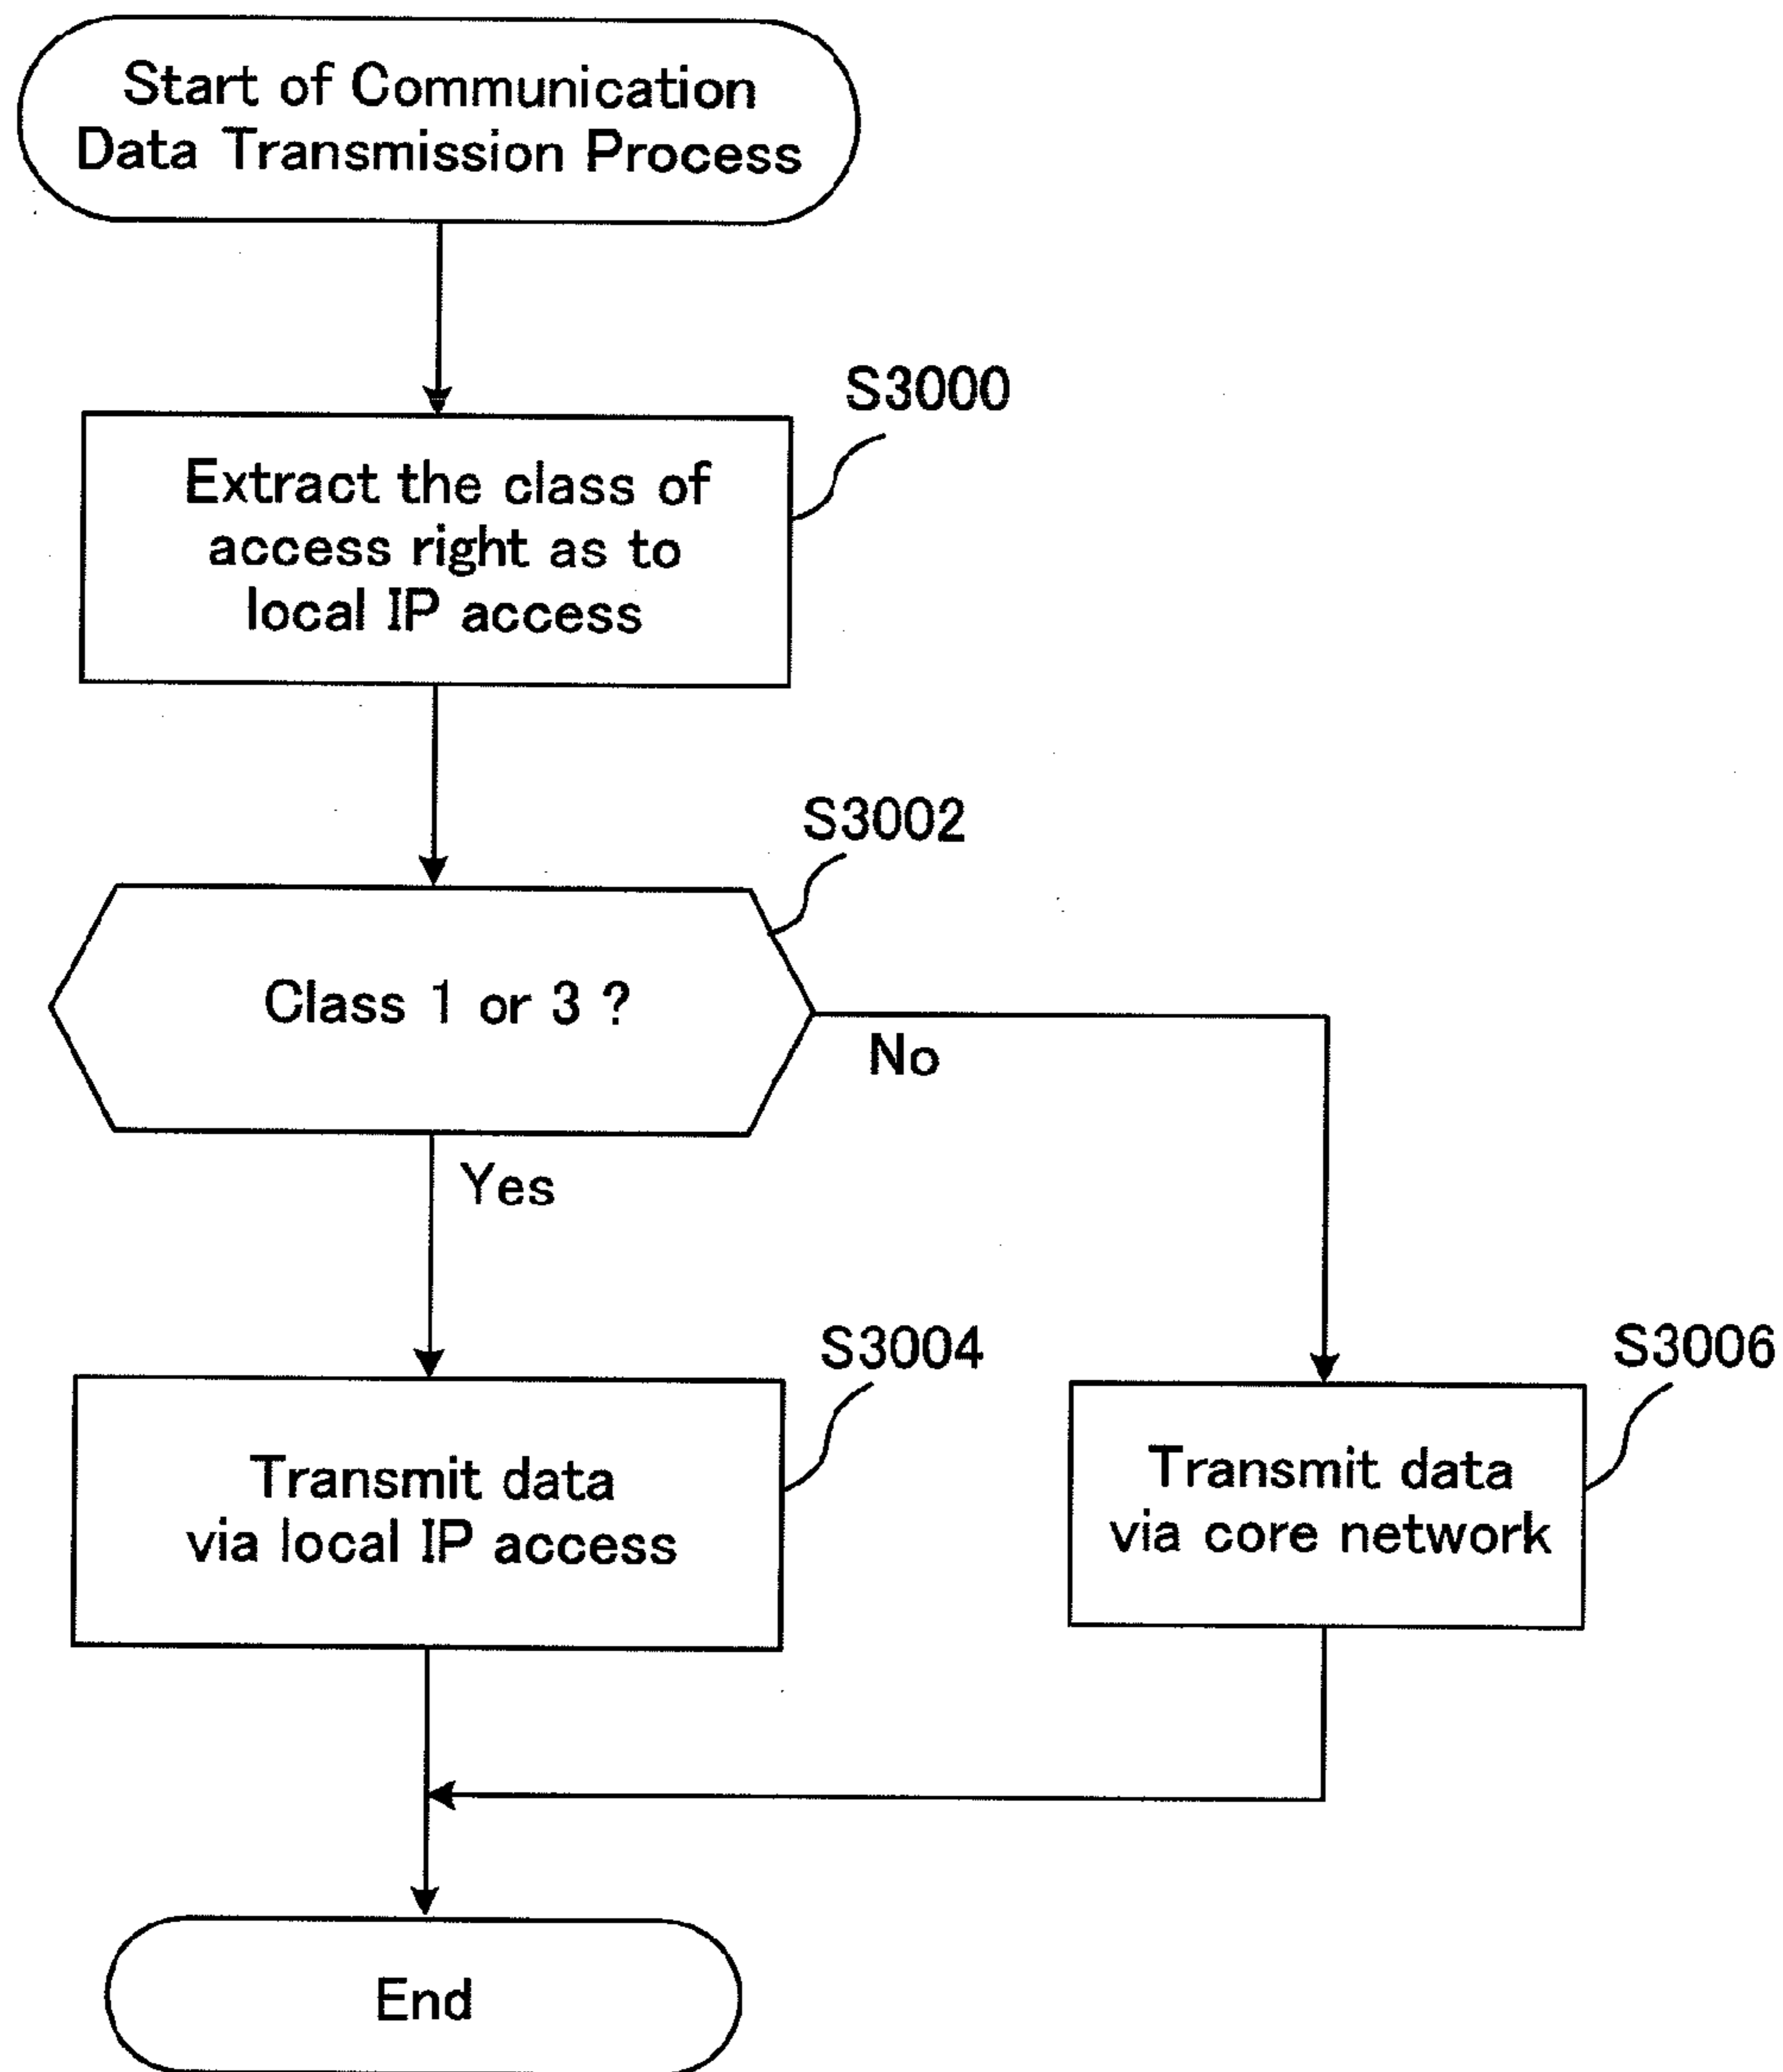 Start of Communication
Data Transmission Process
S3000
Extract the class of
access right as to
local IP access
S3002
Class 1 or 3 ?
No
Yes
S3004
Transmit data
via local IP access
S3006
Transmit data
via core network
End